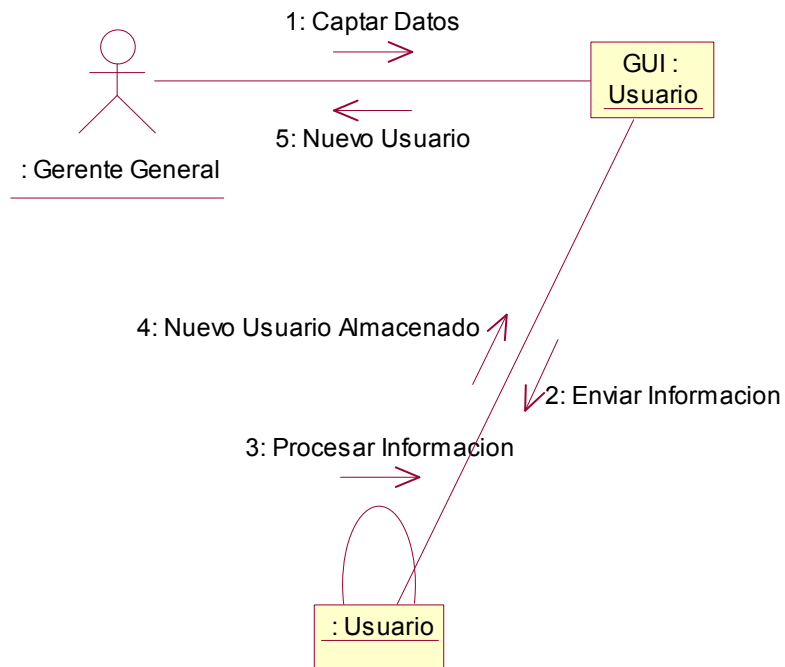 1: Captar Datos
GUI :
Usuario
5: Nuevo Usuario
: Gerente General
4: Nuevo Usuario Almacenado
2: Enviar Informacion
3: Procesar Informacion
: Usuario